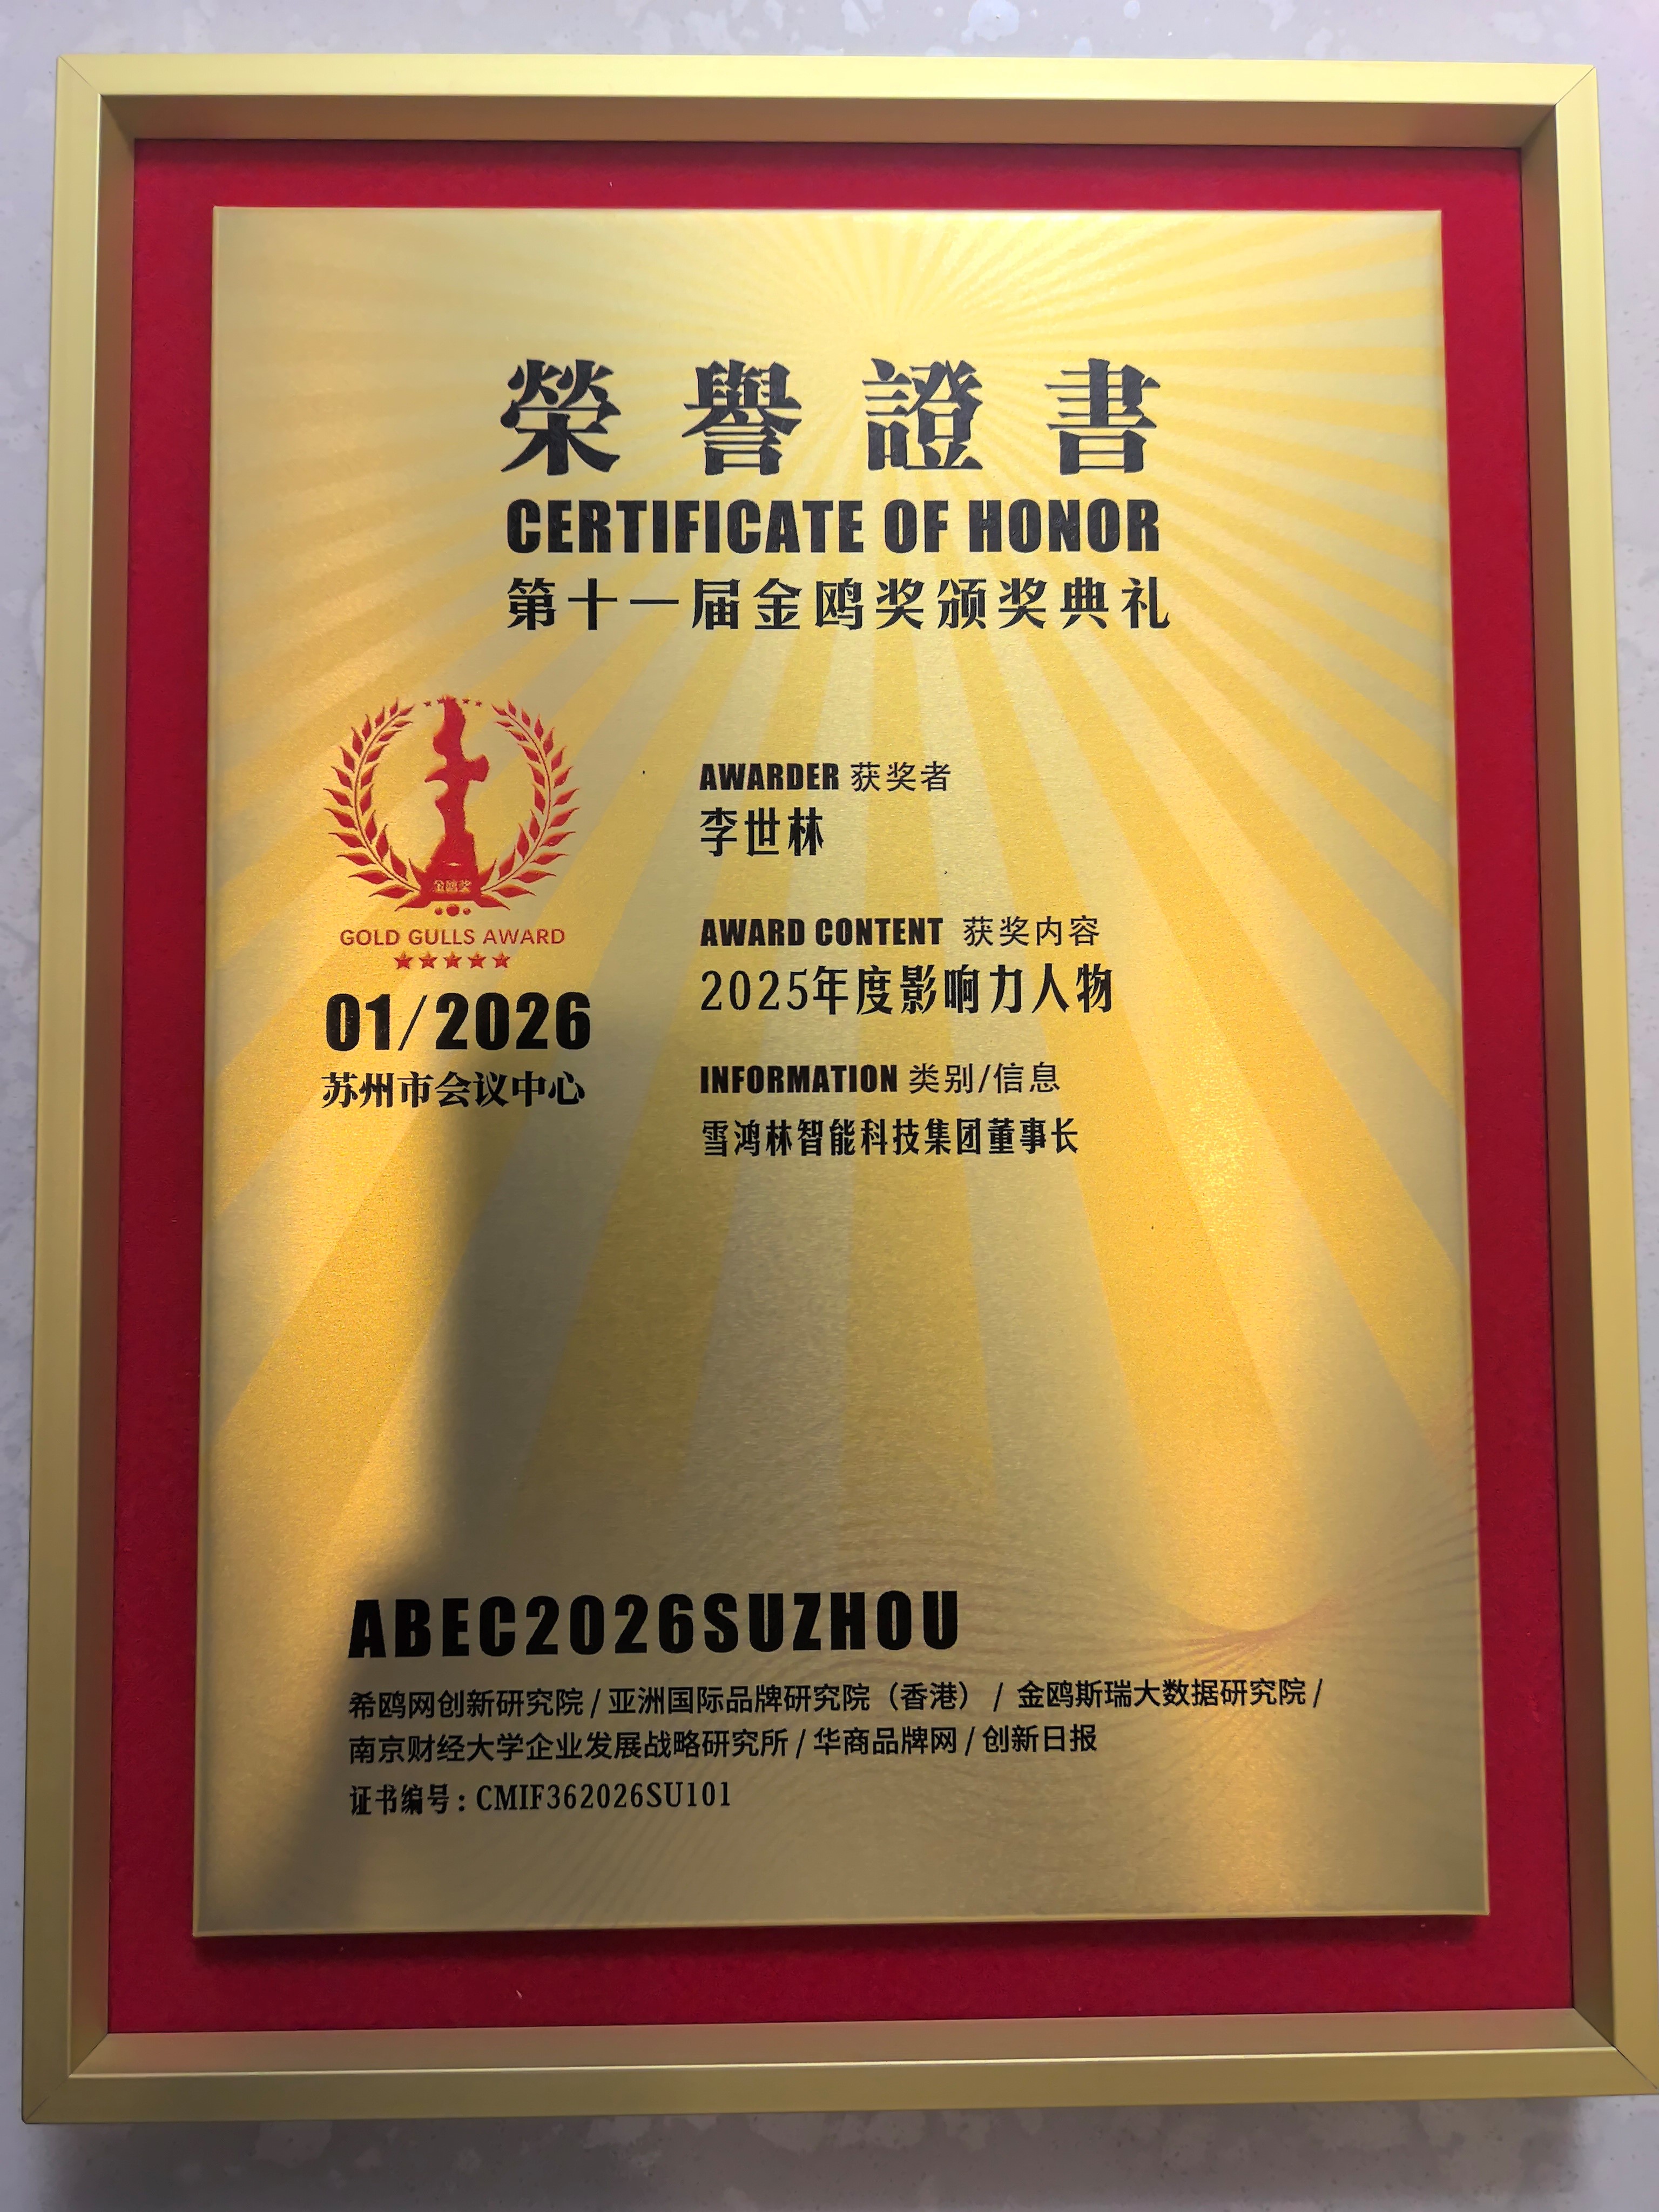 榮譽證書
CERTIFICATE OF HONOR
第十一届金鸥奖颁奖典礼
金鸥奖
GOLD GULLS AWARD
01/2026
苏州市会议中心
AWARDER 获奖者
李世林
AWARD CONTENT 获奖内容
2025年度影响力人物
INFORMATION 类别/信息
雪鸿林智能科技集团董事长
ABEC2026SUZHOU
希鸥网创新研究院 / 亚洲国际品牌研究院（香港） / 金鸥斯瑞大数据研究院 /
南京财经大学企业发展战略研究所 / 华商品牌网 / 创新日报
证书编号：CMIF362026SU101